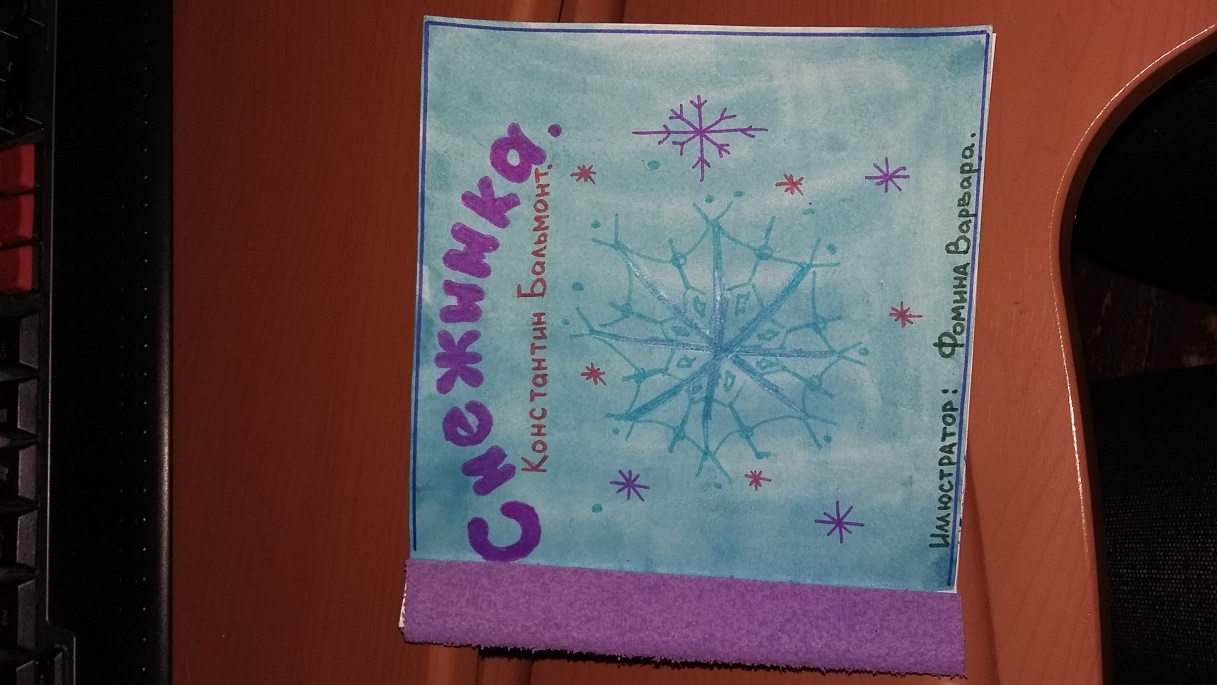 Снежинка.
Константин Бальмонт.
Иллюстратор: Фомина Варвара.